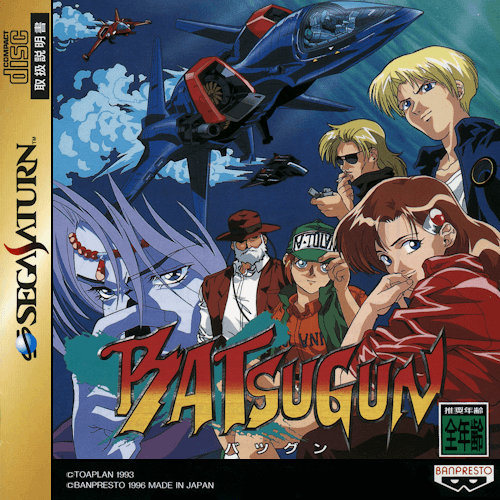 COMPACT
disc
取扱説明書
SEGA SATURN™
BATSUGUN
バツグン
推奨年齢
全年齢
BANPRESTO
©TOAPLAN 1993
©BANPRESTO 1996 MADE IN JAPAN